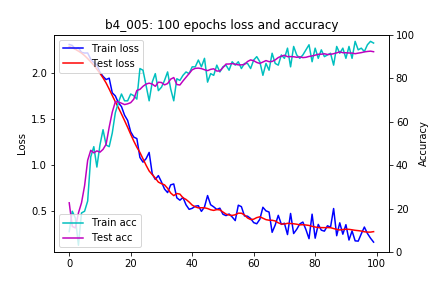 b4_005: 100 epochs loss and accuracy
Train loss
Test loss
Train acc
Test acc
Loss
2.0
1.5
1.0
0.5
Accuracy
100
80
60
40
20
0
0
20
40
60
80
100